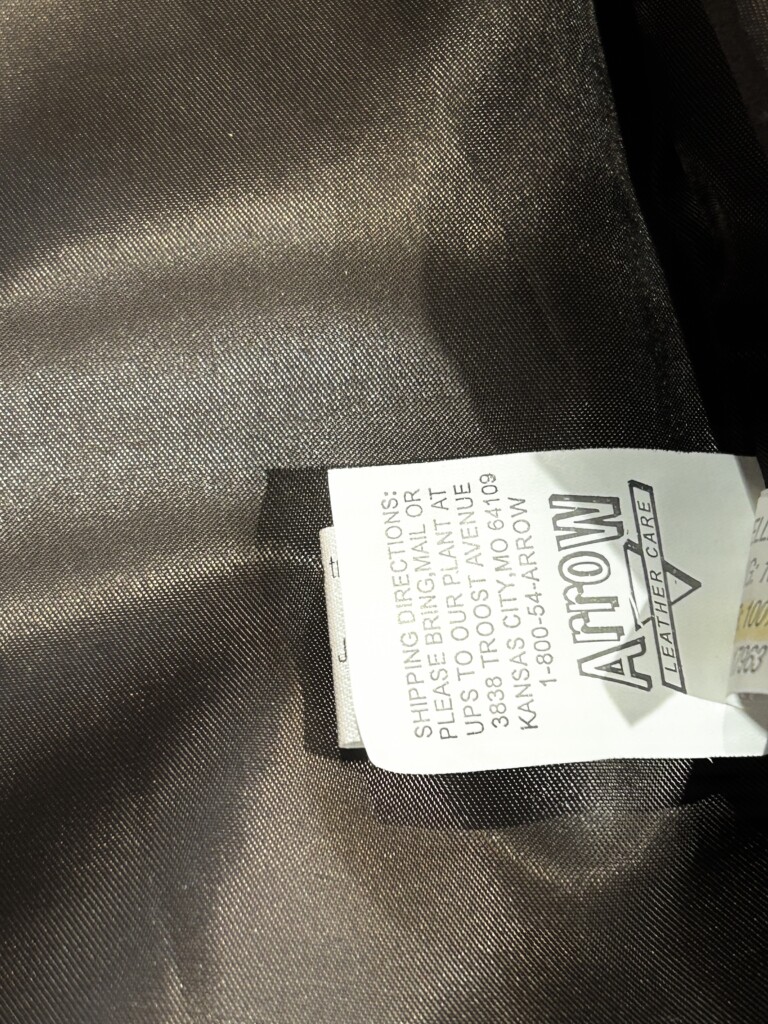 SHIPPING DIRECTIONS:
PLEASE BRING,MAIL OR
UPS TO OUR PLANT AT
3838 TROOST AVENUE
KANSAS CITY,MO 64109
1-800-54-ARROW
Arrow
LEATHER CARE